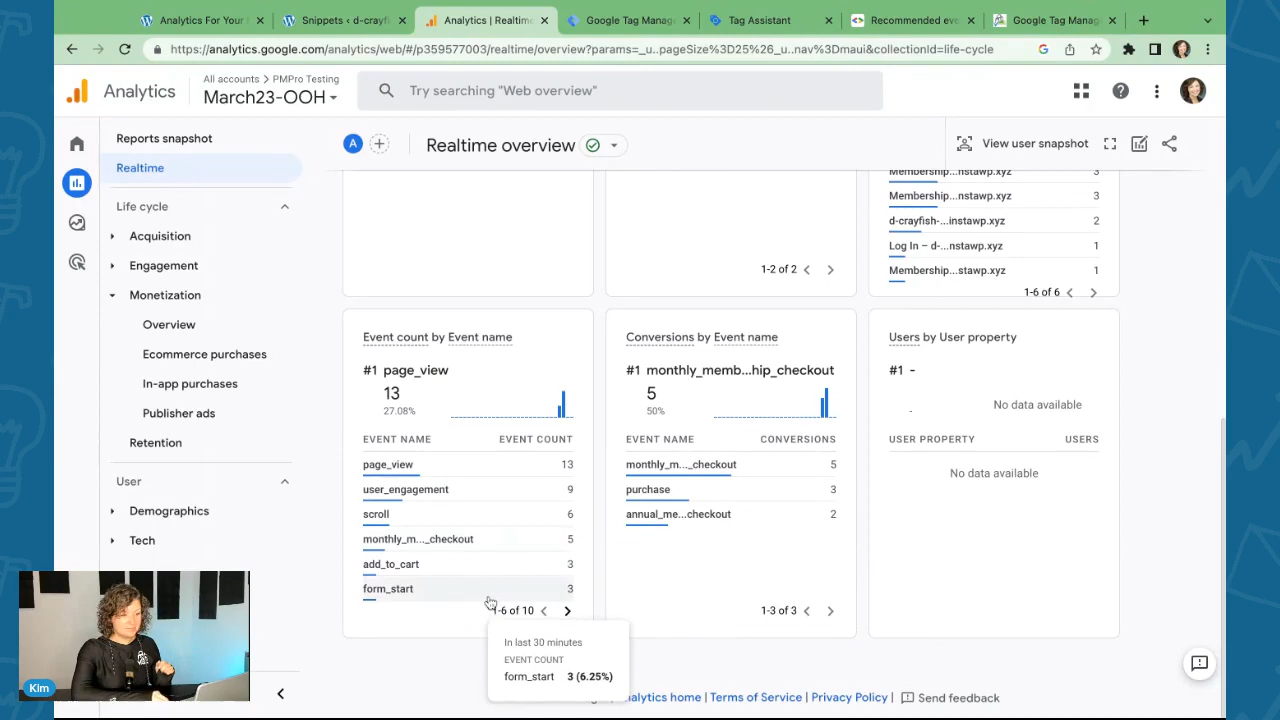 Analytics For Your
Snippets ‹ d-crayfi
Analytics | Realtime
Google Tag Manag
Tag Assistant
Recommended eve
Google Tag Manag
https://analytics.google.com/analytics/web/#/p359577003/realtime/overview?params=_u..pageSize%3D25%26_u..nav%3Dmaui&collectionId=life-cycle
Analytics
All accounts > PMPro Testing
March23-OOH
Try searching "Web overview"
Reports snapshot
Realtime
Life cycle
Acquisition
Engagement
Monetization
Overview
Ecommerce purchases
In-app purchases
Publisher ads
Retention
User
Demographics
Tech
A
Realtime overview
View user snapshot
1-2 of 2
Membership...nstawp.xyz 3
Membership...nstawp.xyz 3
d-crayfish-...instawp.xyz 2
Log In – d-...nstawp.xyz 1
Membership...stawp.xyz 1
1-6 of 6
Event count by Event name
#1 page_view
13
27.08%
EVENT NAME EVENT COUNT
page_view 13
user_engagement 9
scroll 6
monthly_m..._checkout 5
add_to_cart 3
form_start 3
1-6 of 10
In last 30 minutes
EVENT COUNT
form_start 3 (6.25%)
Conversions by Event name
#1 monthly_memb...hip_checkout
5
50%
EVENT NAME CONVERSIONS
monthly_m..._checkout 5
purchase 3
annual_me...checkout 2
1-3 of 3
Users by User property
#1 -
-
No data available
USER PROPERTY USERS
No data available
Analytics home | Terms of Service | Privacy Policy | Send feedback
Kim